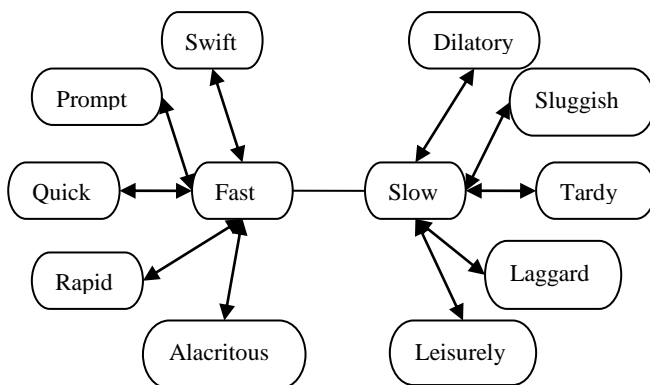 Swift
Dilatory
Prompt
Sluggish
Quick
Fast
Slow
Tardy
Rapid
Laggard
Alacritous
Leisurely